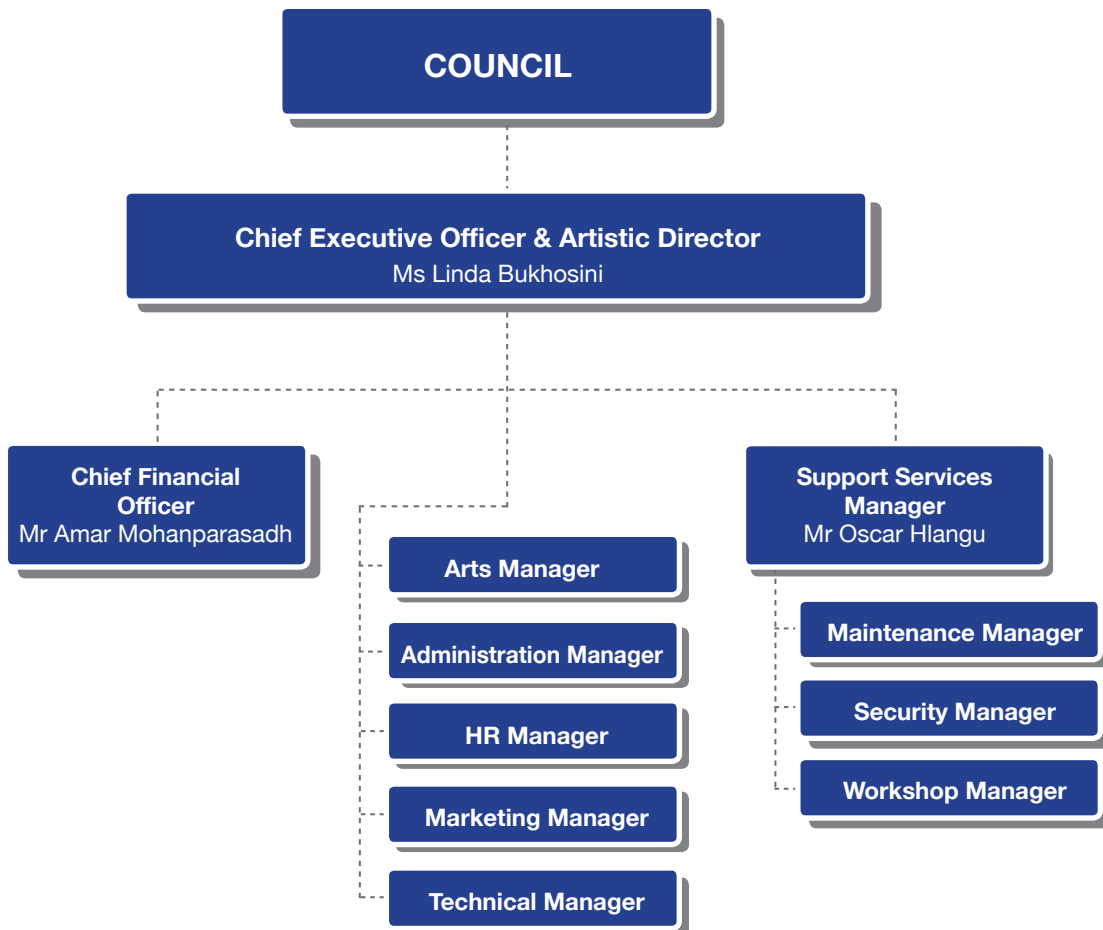 COUNCIL
Chief Executive Officer & Artistic Director
Ms Linda Bukhosini
Chief Financial
Officer
Mr Amar Mohanparasadh
Support Services
Manager
Mr Oscar Hlangu
Arts Manager
Administration Manager
HR Manager
Marketing Manager
Technical Manager
Maintenance Manager
Security Manager
Workshop Manager